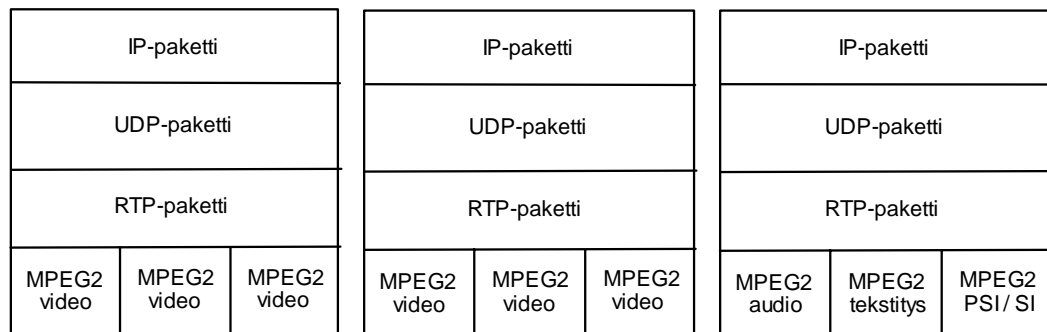 IP-paketti
UDP-paketti
RTP-paketti
MPEG2
video
MPEG2
video
MPEG2
video
IP-paketti
UDP-paketti
RTP-paketti
MPEG2
video
MPEG2
video
MPEG2
video
IP-paketti
UDP-paketti
RTP-paketti
MPEG2
audio
MPEG2
tekstitys
MPEG2
PSI / SI